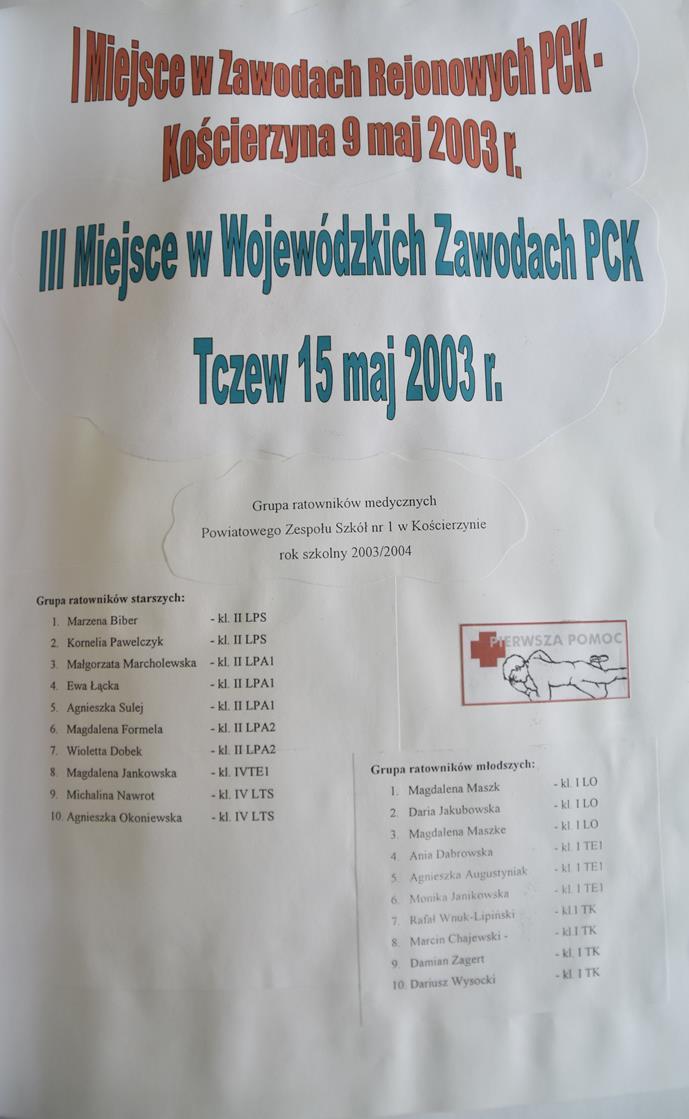 I Miejsce w Zawodach Rejonowych PCK -
Kościerzyna 9 maj 2003 r.
III Miejsce w Wojewódzkich Zawodach PCK
Tczew 15 maj 2003 r.
Grupa ratowników medycznych
Powiatowego Zespołu Szkół nr 1 w Kościerzynie
rok szkolny 2003/2004
Grupa ratowników starszych:
1. Marzena Biber - kl. II LPS
2. Kornelia Pawelczyk - kl. II LPS
3. Małgorzata Marcholewska - kl. II LPA1
4. Ewa Łącka - kl. II LPA1
5. Agnieszka Sulej - kl. II LPA1
6. Magdalena Formela - kl. II LPA2
7. Wioletta Dobek - kl. II LPA2
8. Magdalena Jankowska - kl. IVTE1
9. Michalina Nawrot - kl. IV LTS
10. Agnieszka Okoniewska - kl. IV LTS
PIERWSZA POMOC
Grupa ratowników młodszych:
1. Magdalena Maszk - kl. I LO
2. Daria Jakubowska - kl. I LO
3. Magdalena Maszke - kl. I LO
4. Ania Dabrowska - kl. I TE1
5. Agnieszka Augustyniak - kl. I TE1
6. Monika Janikowska - kl. I TE1
7. Rafał Wnuk-Lipiński - kl.I TK
8. Marcin Chajewski - - kl.I TK
9. Damian Zagert - kl. I TK
10. Dariusz Wysocki - kl. I TK